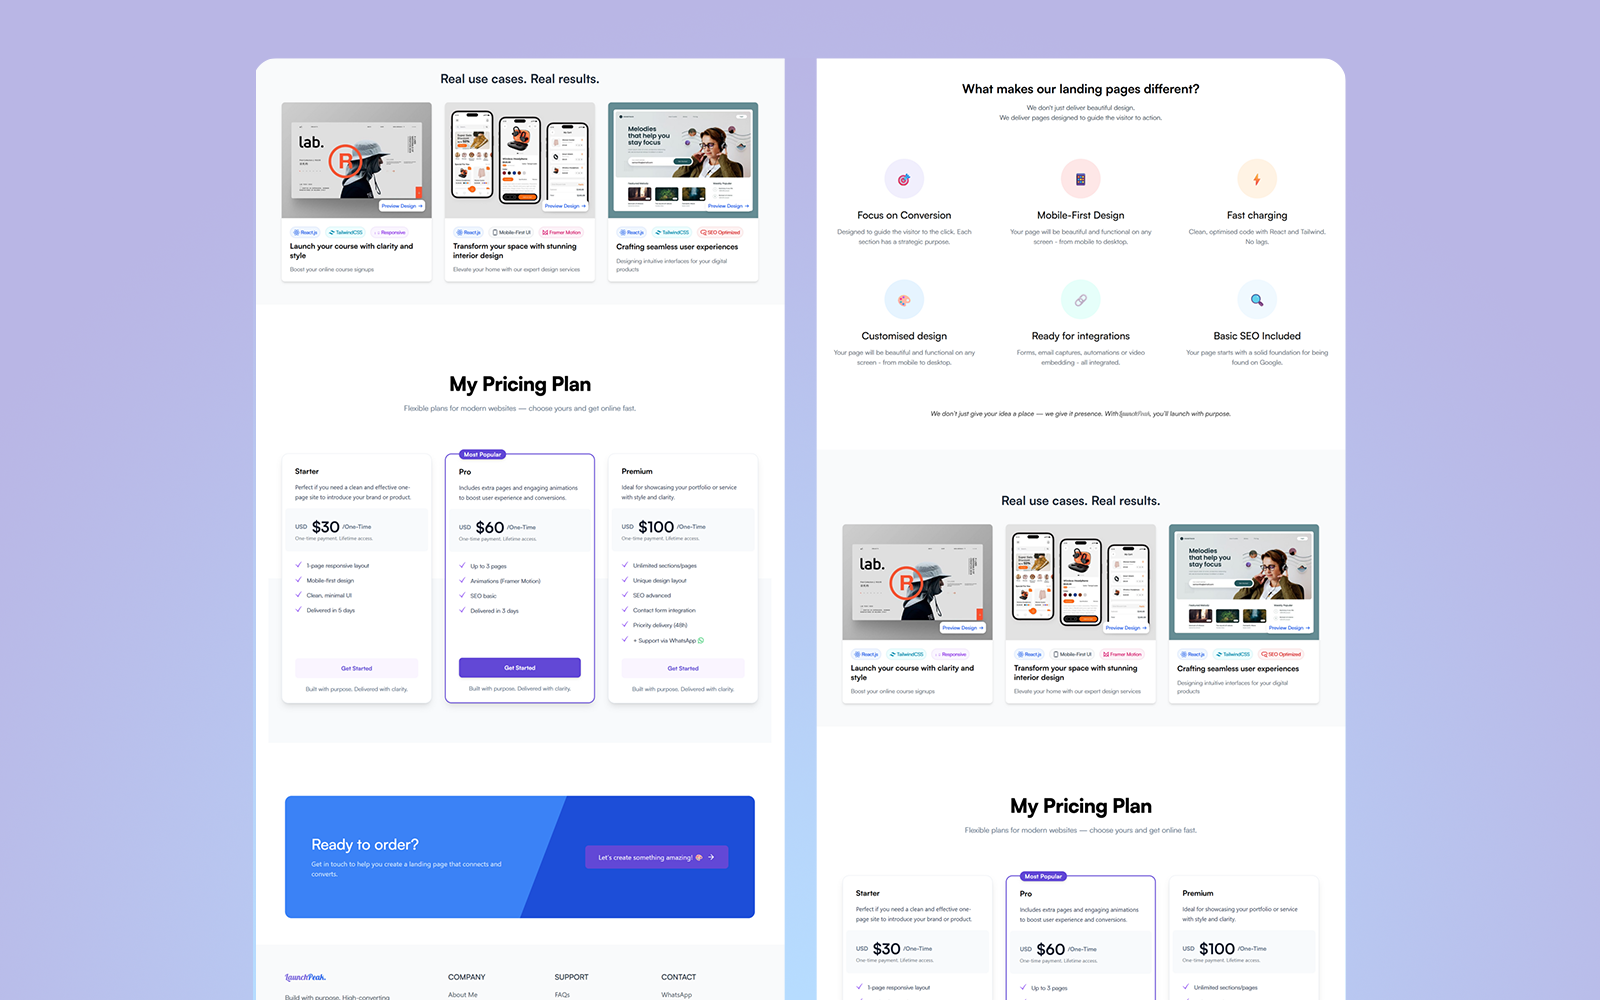 Real use cases. Real results.
lab.
R
Preview Design →
React.js
TailwindCSS
Responsive
Launch your course with clarity and
style
Boost your online course signups
Preview Design →
React.js
Mobile-First UI
Framer Motion
Transform your space with stunning
interior design
Elevate your home with our expert design services
Melodies
that help you
stay focus
Preview Design →
React.js
TailwindCSS
SEO Optimized
Crafting seamless user experiences
Designing intuitive interfaces for your digital
products
My Pricing Plan
Flexible plans for modern websites — choose yours and get online fast.
Starter
Perfect if you need a clean and effective one-
page site to introduce your brand or product.
USD $30 /One-Time
One-time payment. Lifetime access.
1-page responsive layout
Mobile-first design
Clean, minimal UI
Delivered in 5 days
Get Started
Built with purpose. Delivered with clarity.
Most Popular
Pro
Includes extra pages and engaging animations
to boost user experience and conversions.
USD $60 /One-Time
One-time payment. Lifetime access.
Up to 3 pages
Animations (Framer Motion)
SEO basic
Delivered in 3 days
Get Started
Built with purpose. Delivered with clarity.
Premium
Ideal for showcasing your portfolio or service
with style and clarity.
USD $100 /One-Time
One-time payment. Lifetime access.
Unlimited sections/pages
Unique design layout
SEO advanced
Contact form integration
Priority delivery (48h)
+ Support via WhatsApp
Get Started
Built with purpose. Delivered with clarity.
Ready to order?
Get in touch to help you create a landing page that connects and
converts.
Let's create something amazing! →
LaunchPeak.
Build with purpose. High-converting
COMPANY
About Me
SUPPORT
FAQs
CONTACT
WhatsApp
What makes our landing pages different?
We don't just deliver beautiful design.
We deliver pages designed to guide the visitor to action.
Focus on Conversion
Designed to guide the visitor to the click. Each
section has a strategic purpose.
Mobile-First Design
Your page will be beautiful and functional on any
screen - from mobile to desktop.
Fast charging
Clean, optimised code with React and Tailwind.
No lags.
Customised design
Your page will be beautiful and functional on any
screen - from mobile to desktop.
Ready for integrations
Forms, email captures, automations or video
embedding - all integrated.
Basic SEO Included
Your page starts with a solid foundation for being
found on Google.
We don't just give your idea a place — we give it presence. With LaunchPeak, you'll launch with purpose.
Real use cases. Real results.
lab.
R
Preview Design →
React.js
TailwindCSS
Responsive
Launch your course with clarity and
style
Boost your online course signups
Preview Design →
React.js
Mobile-First UI
Framer Motion
Transform your space with stunning
interior design
Elevate your home with our expert design services
Melodies
that help you
stay focus
Preview Design →
React.js
TailwindCSS
SEO Optimized
Crafting seamless user experiences
Designing intuitive interfaces for your digital
products
My Pricing Plan
Flexible plans for modern websites — choose yours and get online fast.
Starter
Perfect if you need a clean and effective one-
page site to introduce your brand or product.
USD $30 /One-Time
One-time payment. Lifetime access.
1-page responsive layout
Most Popular
Pro
Includes extra pages and engaging animations
to boost user experience and conversions.
USD $60 /One-Time
One-time payment. Lifetime access.
Up to 3 pages
Premium
Ideal for showcasing your portfolio or service
with style and clarity.
USD $100 /One-Time
One-time payment. Lifetime access.
Unlimited sections/pages